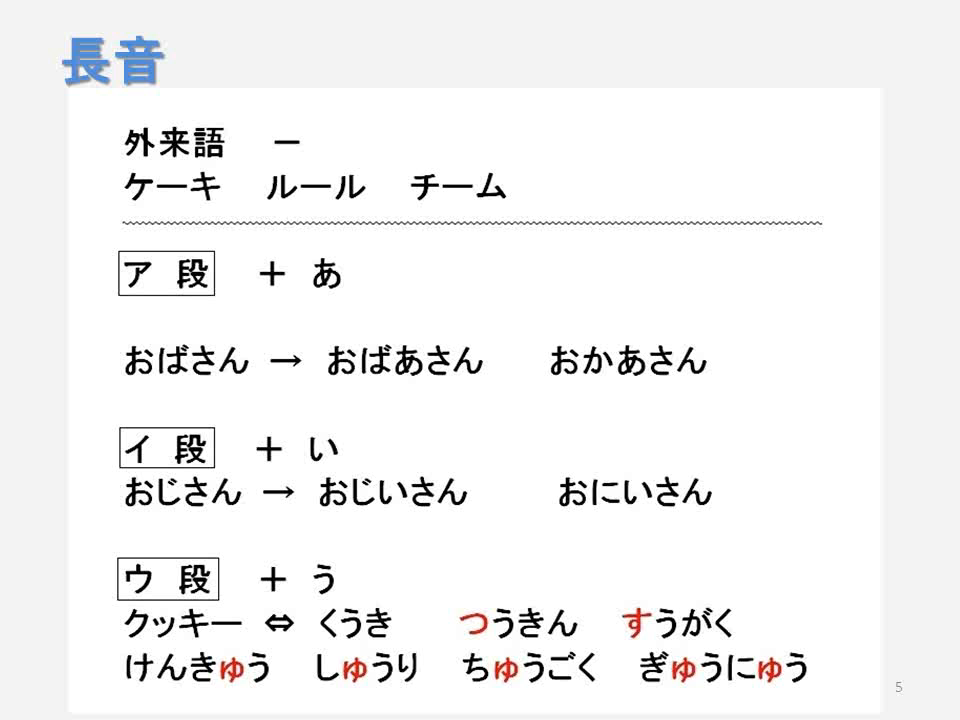 長音
外来語 ー
ケーキ ルール チーム
ア 段 ＋ あ
おばさん → おばあさん おかあさん
イ 段 ＋ い
おじさん → おじいさん おにいさん
ウ 段 ＋ う
クッキー ⇔ くうき つうきん すうがく
けんきゅう しゅうり ちゅうごく ぎゅうにゅう
5